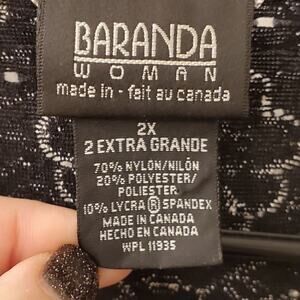 BARANDA
WOMAN
made in - fait au canada
2X
2 EXTRA GRANDE
70% NYLON/NILÓN
20% POLYESTER/
POLIESTER
10% LYCRA ® SPANDEX
MADE IN CANADA
HECHO EN CANADA
WPL 11935